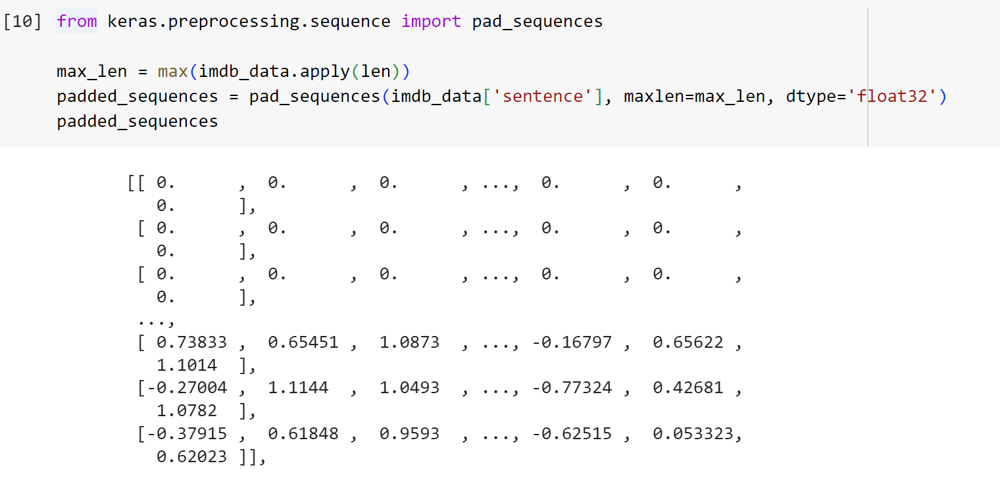 [10] from keras.preprocessing.sequence import pad_sequences
max_len = max(imdb_data.apply(len))
padded_sequences = pad_sequences(imdb_data['sentence'], maxlen=max_len, dtype='float32')
padded_sequences
[[ 0.      ,  0.      ,  0.      , ...,  0.      ,  0.      ,
   0.      ],
 [ 0.      ,  0.      ,  0.      , ...,  0.      ,  0.      ,
   0.      ],
 [ 0.      ,  0.      ,  0.      , ...,  0.      ,  0.      ,
   0.      ],
 ...,
 [ 0.73833 ,  0.65451 ,  1.0873  , ..., -0.16797 ,  0.65622 ,
   1.1014  ],
 [-0.27004 ,  1.1144  ,  1.0493  , ..., -0.77324 ,  0.42681 ,
   1.0782  ],
 [-0.37915 ,  0.61848 ,  0.9593  , ..., -0.62515 ,  0.053323,
   0.62023 ]],